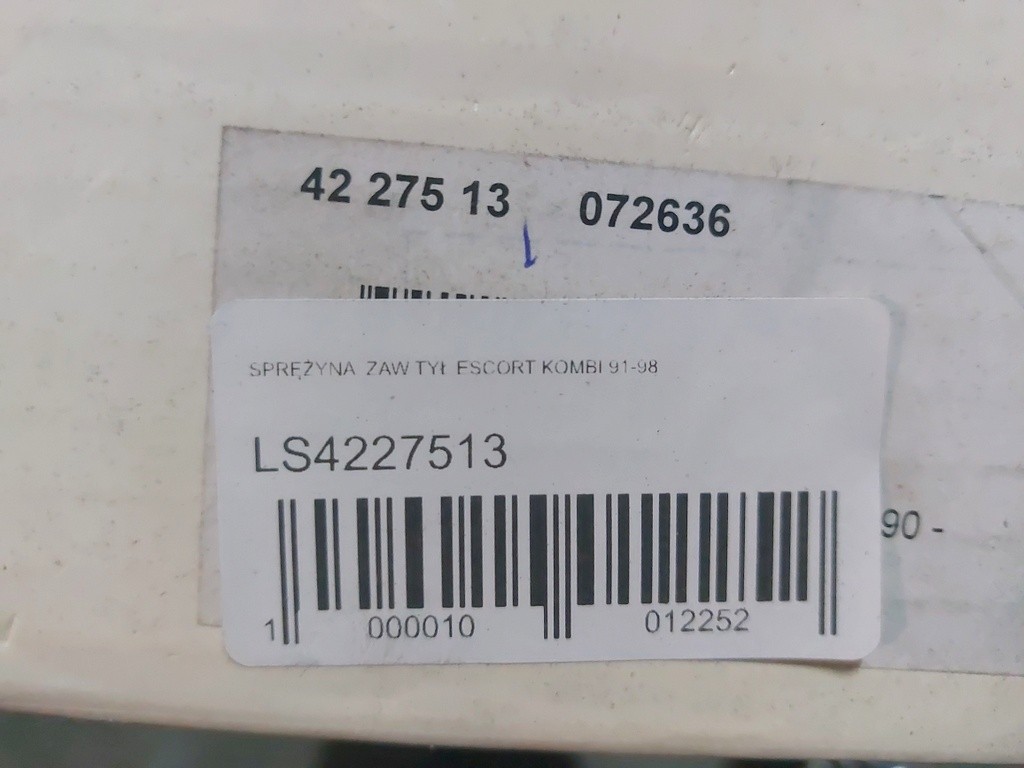 42 275 13 072636
SPRĘŻYNA ZAW TYŁ ESCORT KOMBI 91-98
LS4227513
90 -
1 000010 012252